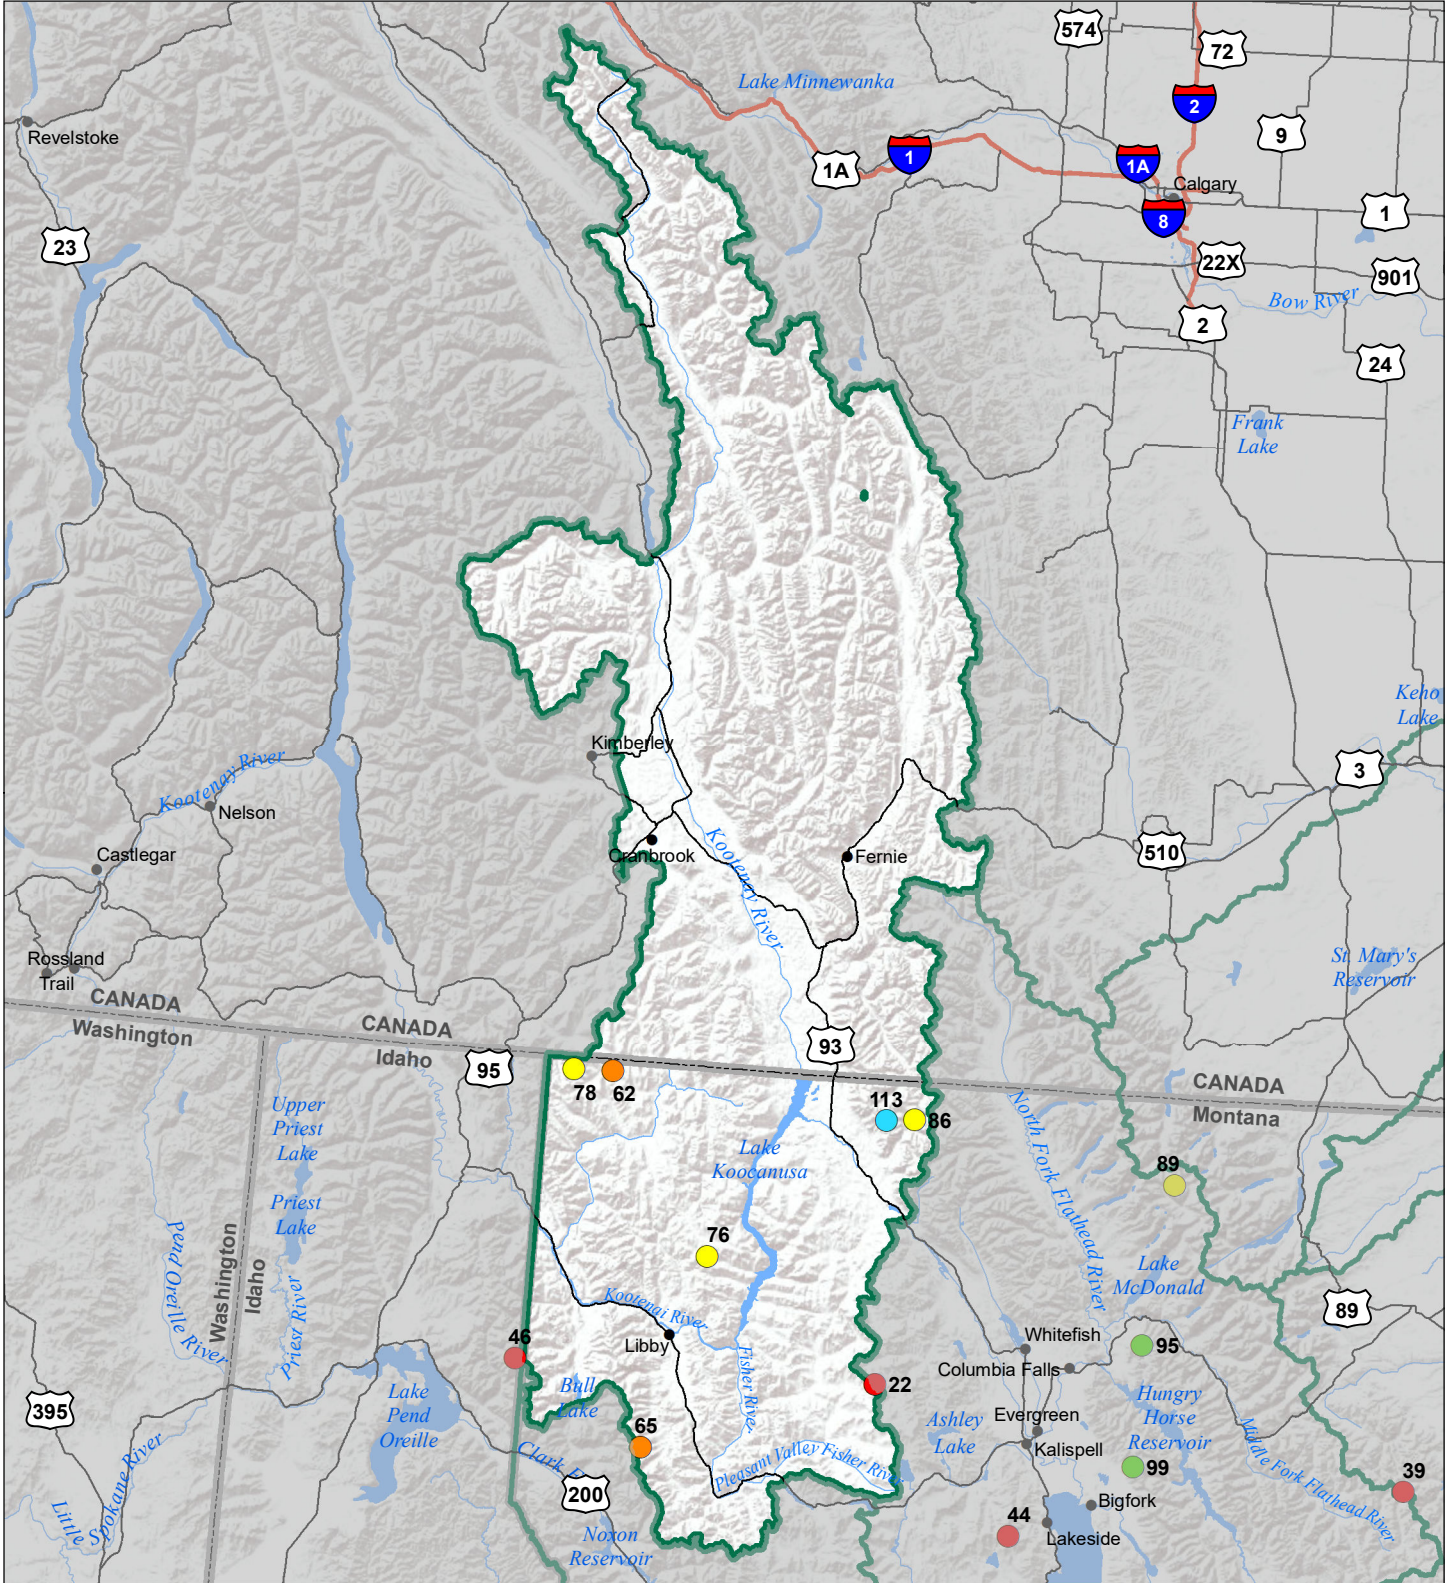 574
72
Lake Minnewanka
2
Revelstoke
9
1
1A
1A
Calgary
1
8
23
22X
901
Bow River
2
24
Frank
Lake
Keho
Lake
Kimberley
Kootenay River
3
Nelson
Kootenay River
Castlegar
Cranbrook
Fernie
510
Rossland
Trail
St. Mary's
Reservoir
CANADA
Washington
CANADA
Idaho
95
93
CANADA
Montana
78
62
113
86
Upper
Priest
Lake
Lake
Koocanusa
North Fork Flathead River
89
Priest
Lake
Pend Oreille River
Washington
Idaho
Priest River
76
Lake
McDonald
Kootenai River
89
46
Libby
Whitefish
95
Columbia Falls
Fisher River
Bull
Lake
22
Lake
Pend
Oreille
395
Hungry
Horse
Reservoir
Ashley
Lake
Evergreen
65
Kalispell
Middle Fork Flathead River
Clark F
Pleasant Valley Fisher River
99
39
200
Little
Spokane River
Bigfork
44
Lakeside
Noxon
Reservoir